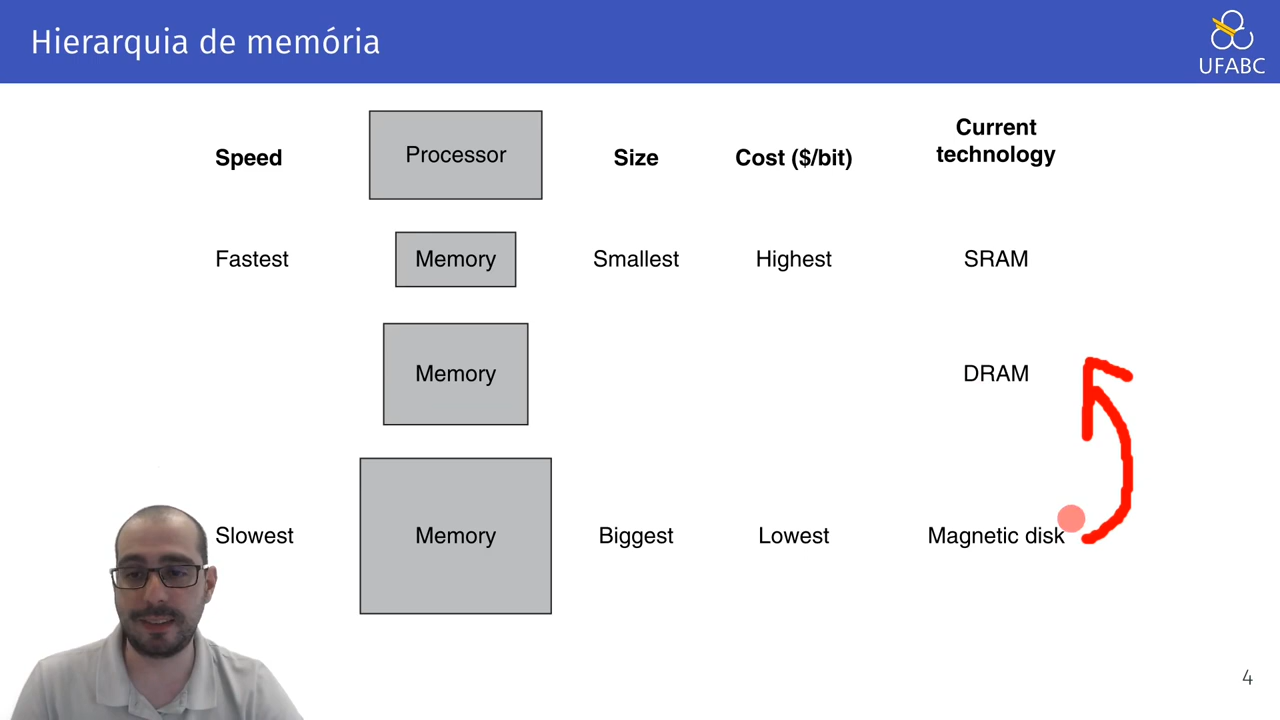 Hierarquia de memória
UFABC
Speed
Processor
Size
Cost ($/bit)
Current
technology
Fastest
Memory
Smallest
Highest
SRAM
Memory
DRAM
Slowest
Memory
Biggest
Lowest
Magnetic disk
4